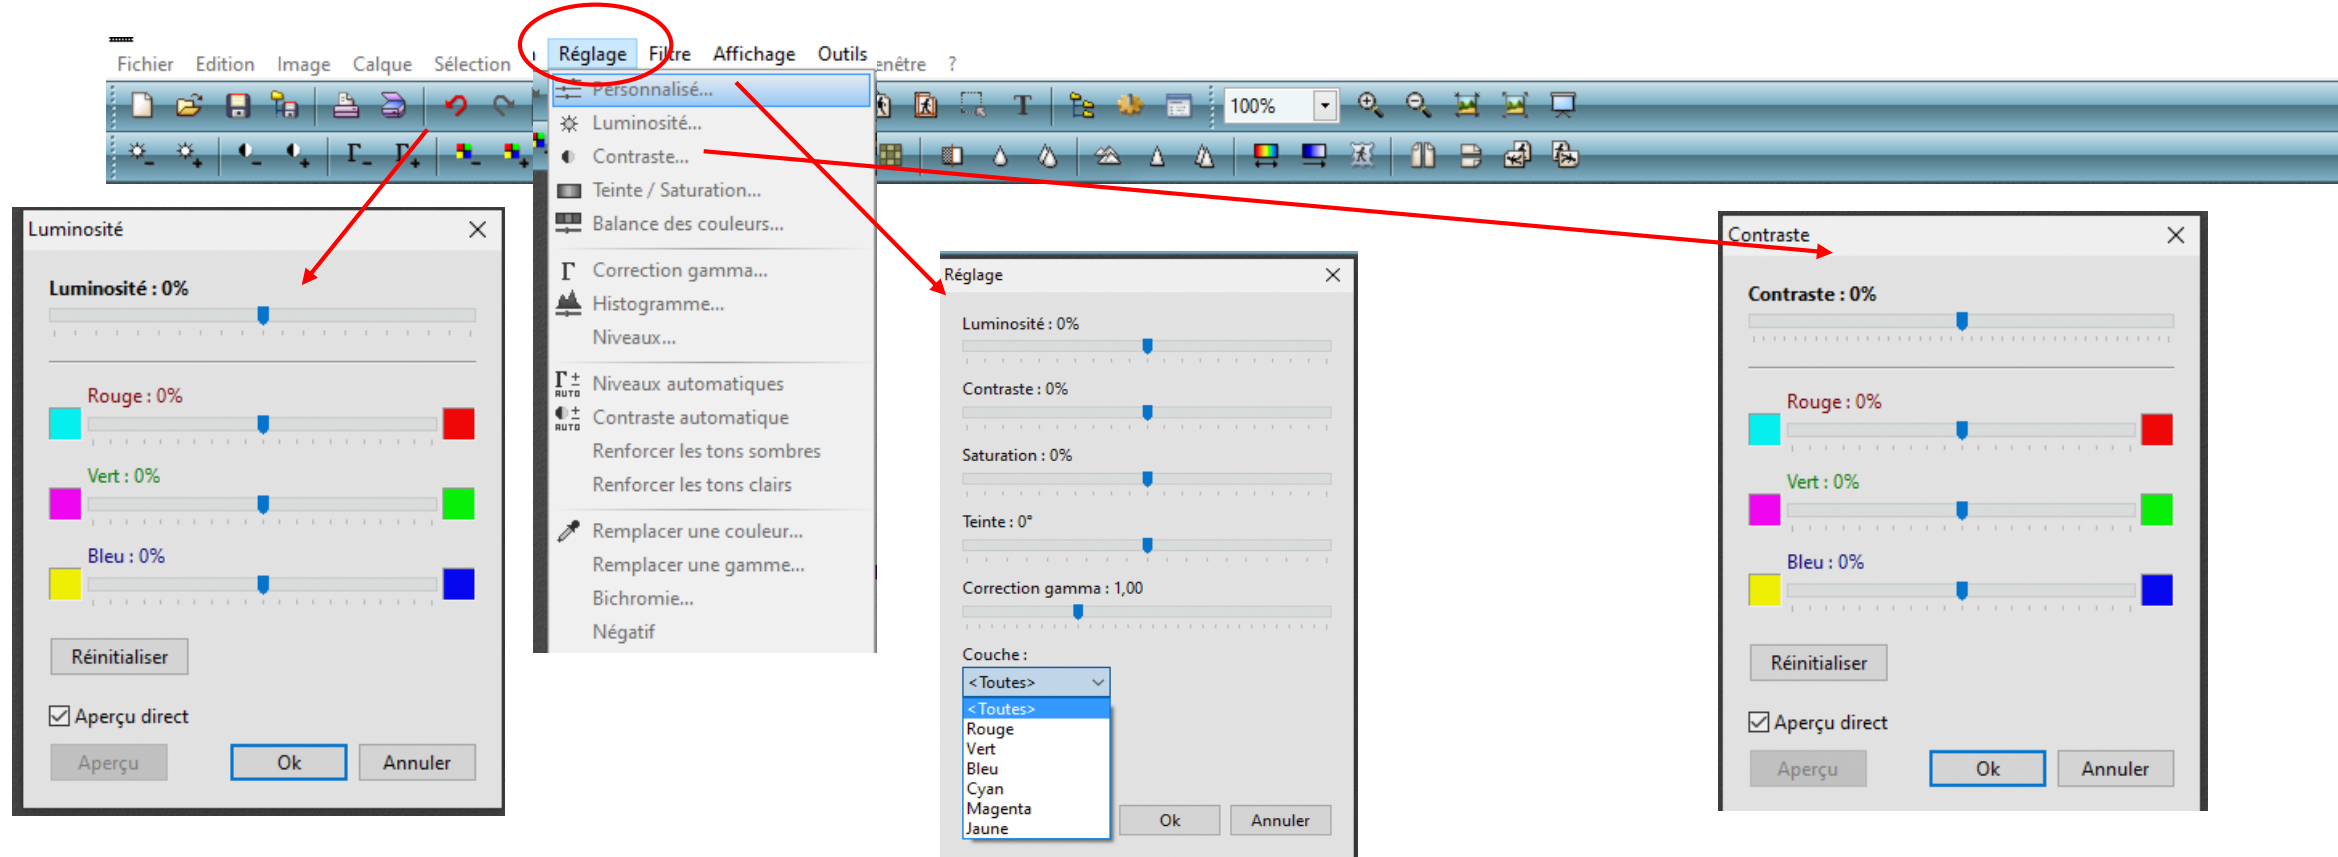 Fichier Edition Image Calque Sélection Réglage Filtre Affichage Outils enêtre ?
100%
Personnalisé...
Luminosité...
Contraste...
Teinte / Saturation...
Balance des couleurs...
Γ Correction gamma...
Histogramme...
Niveaux...
AUTO Niveaux automatiques
AUTO Contraste automatique
Renforcer les tons sombres
Renforcer les tons clairs
Remplacer une couleur...
Remplacer une gamme...
Bichromie...
Négatif
Luminosité
Luminosité : 0%
Rouge : 0%
Vert : 0%
Bleu : 0%
Réinitialiser
Aperçu direct
Aperçu Ok Annuler
Réglage
Luminosité : 0%
Contraste : 0%
Saturation : 0%
Teinte : 0°
Correction gamma : 1,00
Couche :
<Toutes>
<Toutes>
Rouge
Vert
Bleu
Cyan
Magenta
Jaune
Ok Annuler
Contraste
Contraste : 0%
Rouge : 0%
Vert : 0%
Bleu : 0%
Réinitialiser
Aperçu direct
Aperçu Ok Annuler